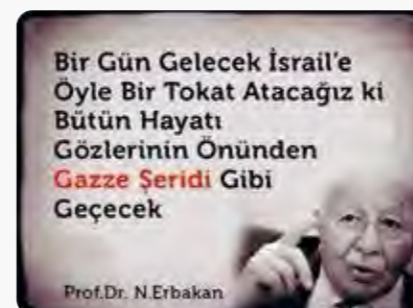 Bir Gün Gelecek İsrail'e
Öyle Bir Tokat Atacağız ki
Bütün Hayatı
Gözlerinin Önünden
Gazze Şeridi Gibi
Geçecek
Prof.Dr. N.Erbakan